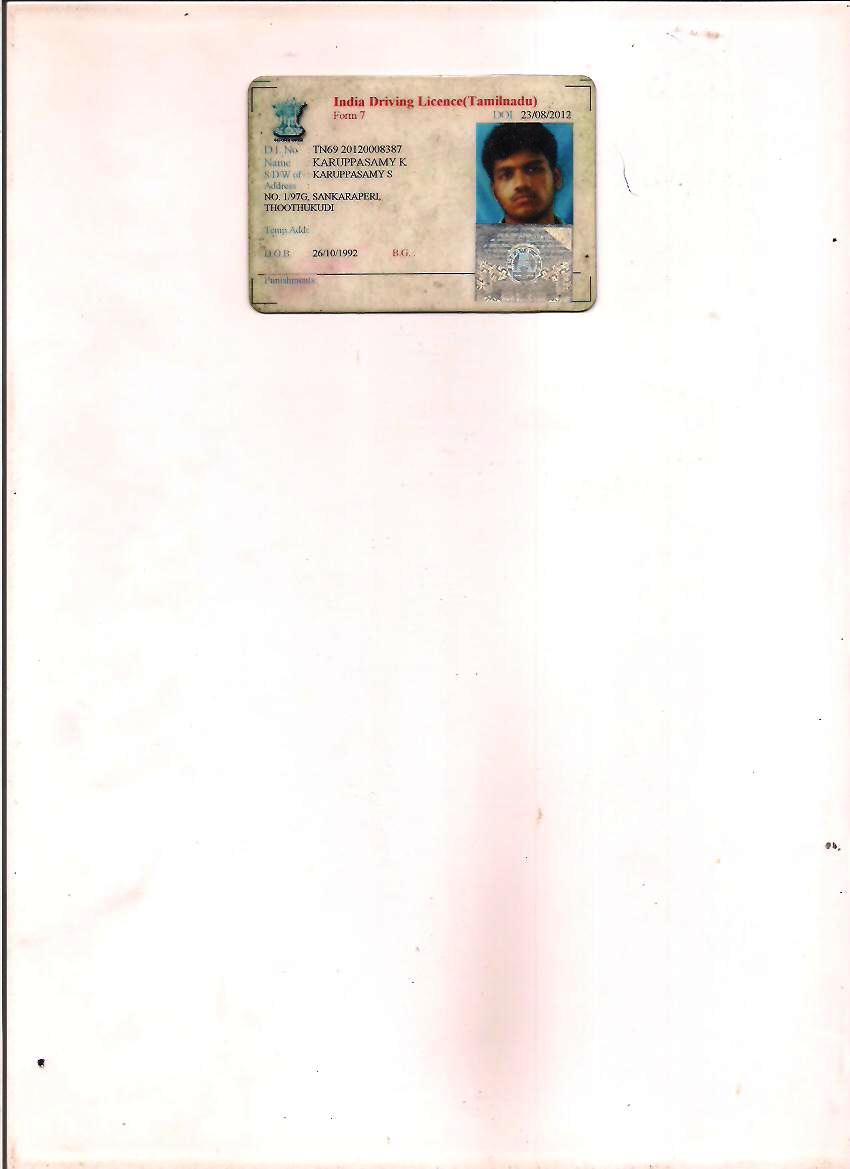 India Driving Licence(Tamilnadu)
Form 7
DOI 23/08/2012
D.L.No. TN69 20120008387
Name KARUPPASAMY K
S/D/W of KARUPPASAMY S
Address :
NO. 1/97G, SANKARAPERI,
THOOTHUKUDI
Temp.Add:
D.O.B. 26/10/1992 B.G. :
Punishments: